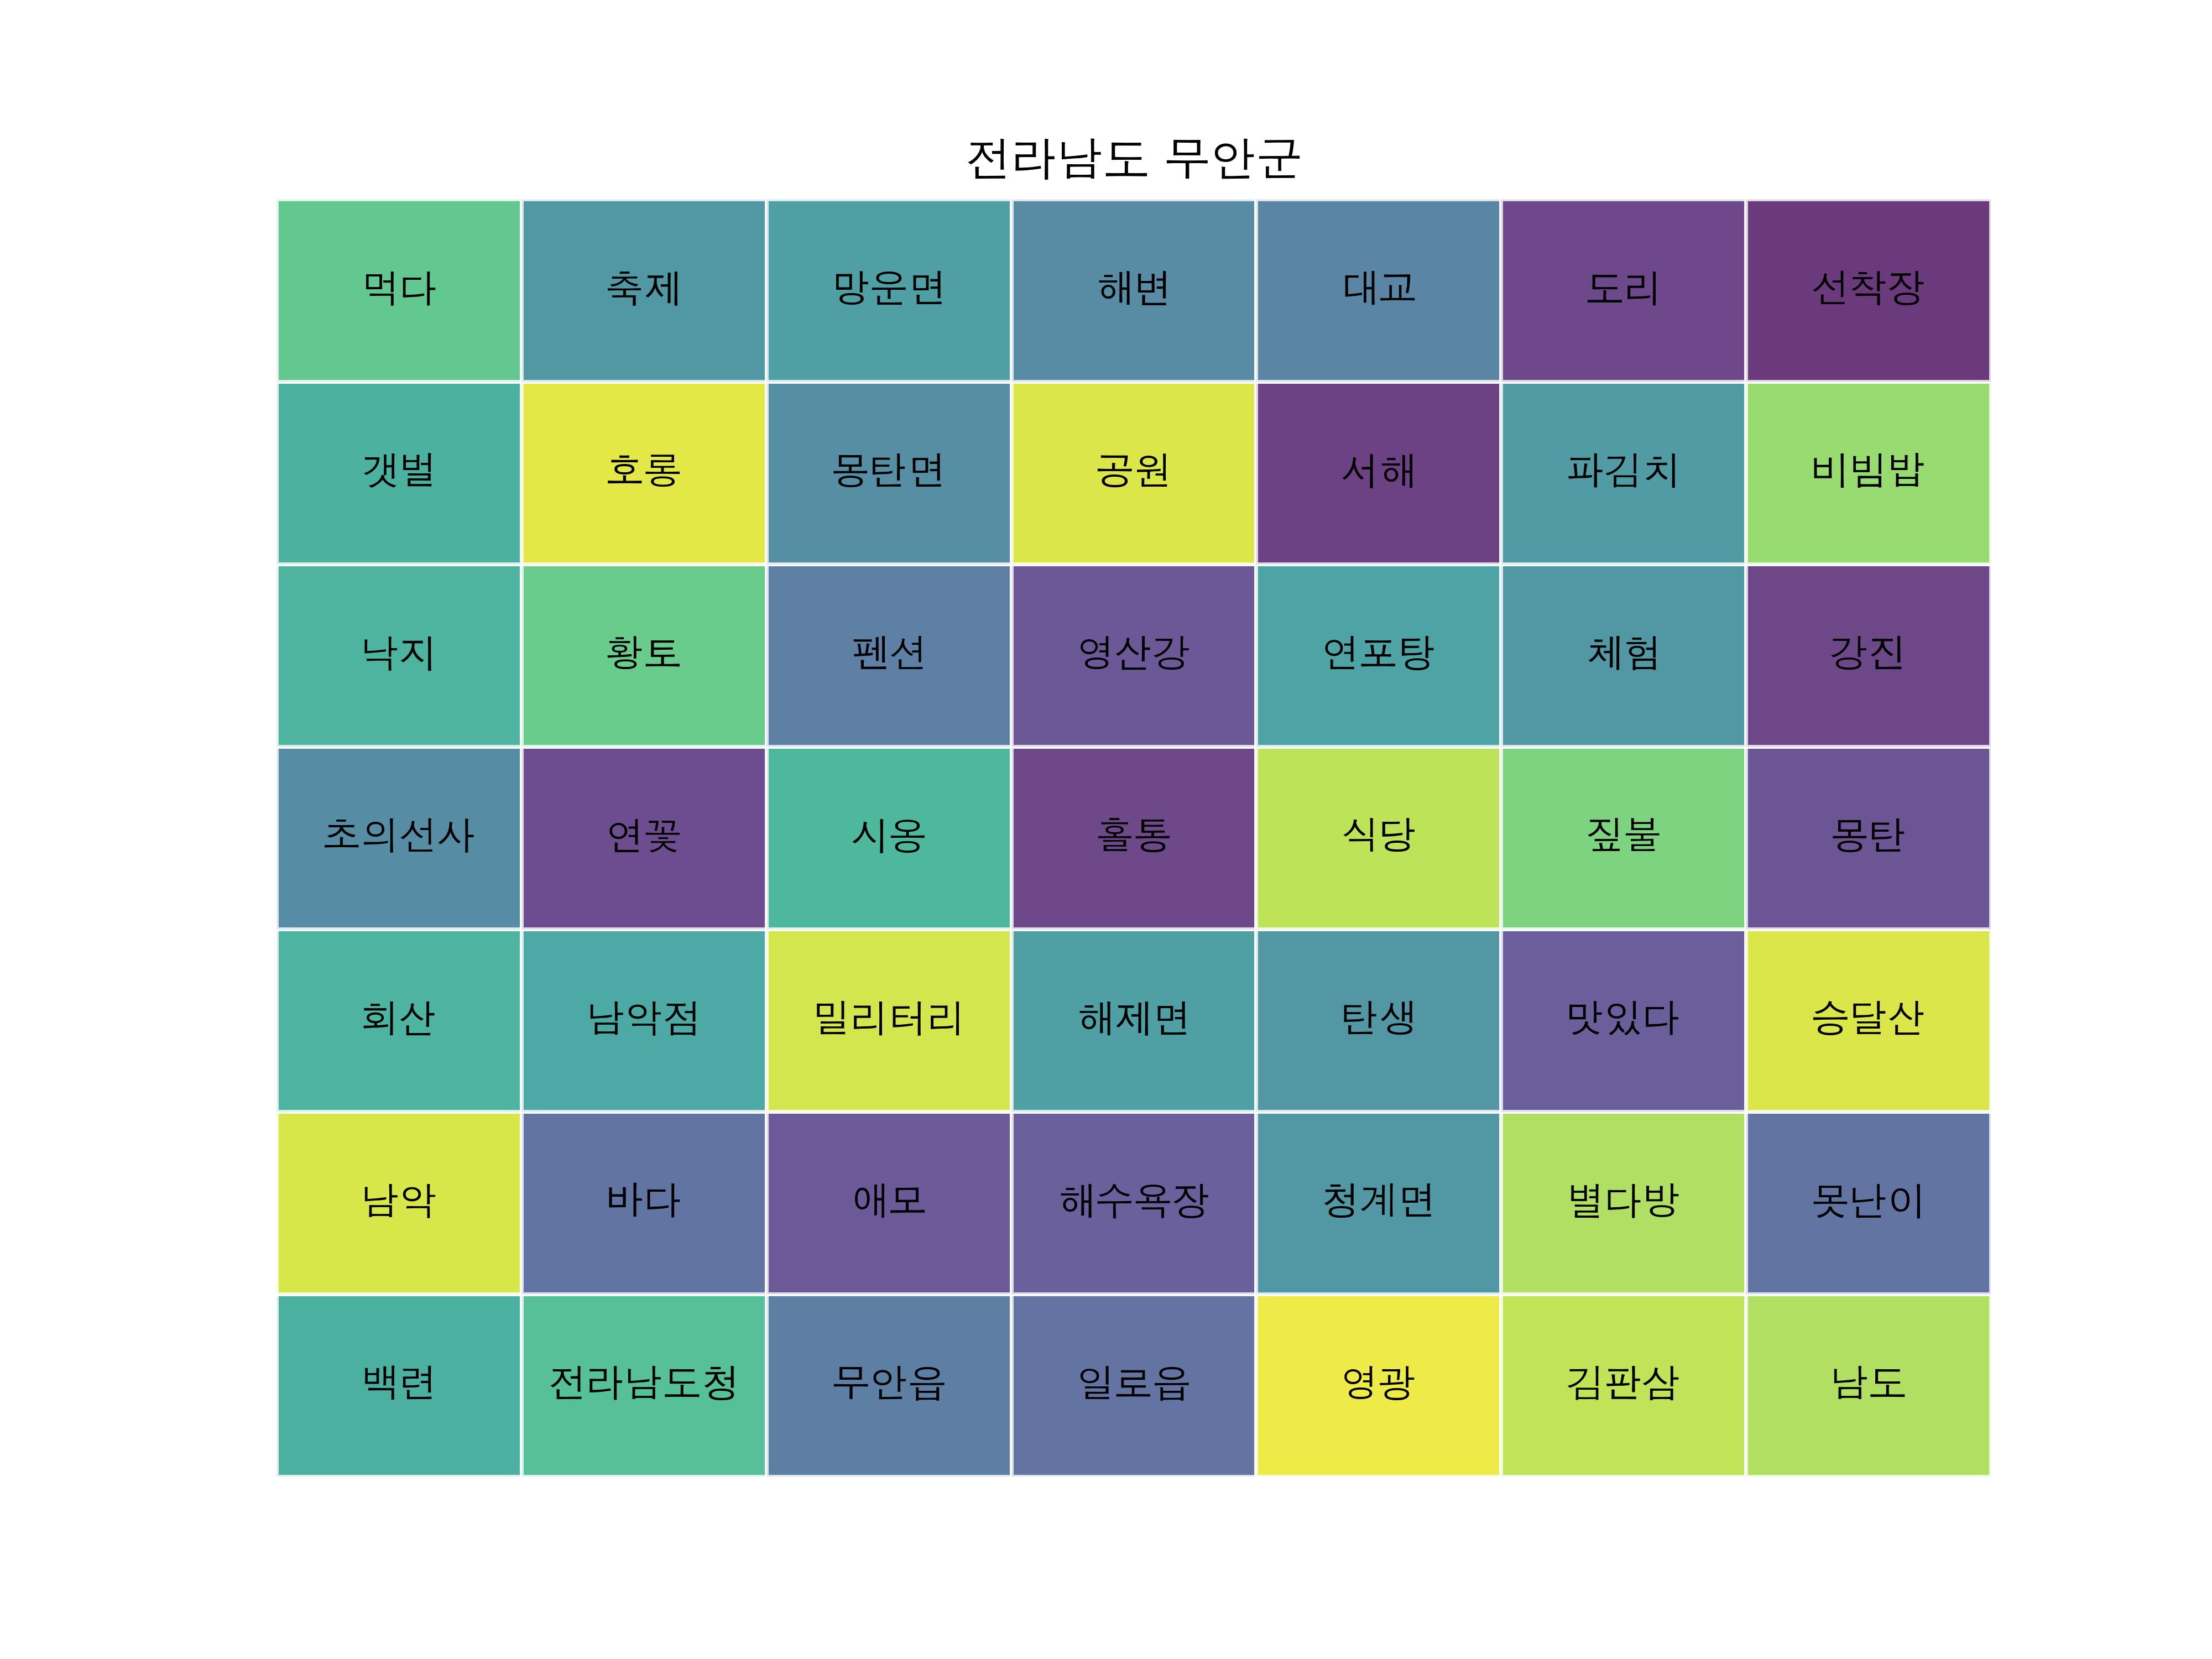 전라남도 무안군
먹다 축제 망운면 해변 대교 도리 선착장
갯벌 호롱 몽탄면 공원 서해 파김치 비빔밥
낙지 황토 펜션 영산강 연포탕 체험 강진
초의선사 연꽃 시옹 홀통 식당 짚불 몽탄
회산 남악점 밀리터리 해제면 탄생 맛있다 승달산
남악 바다 애모 해수욕장 청계면 별다방 못난이
백련 전라남도청 무안읍 일로읍 영광 김판삼 남도